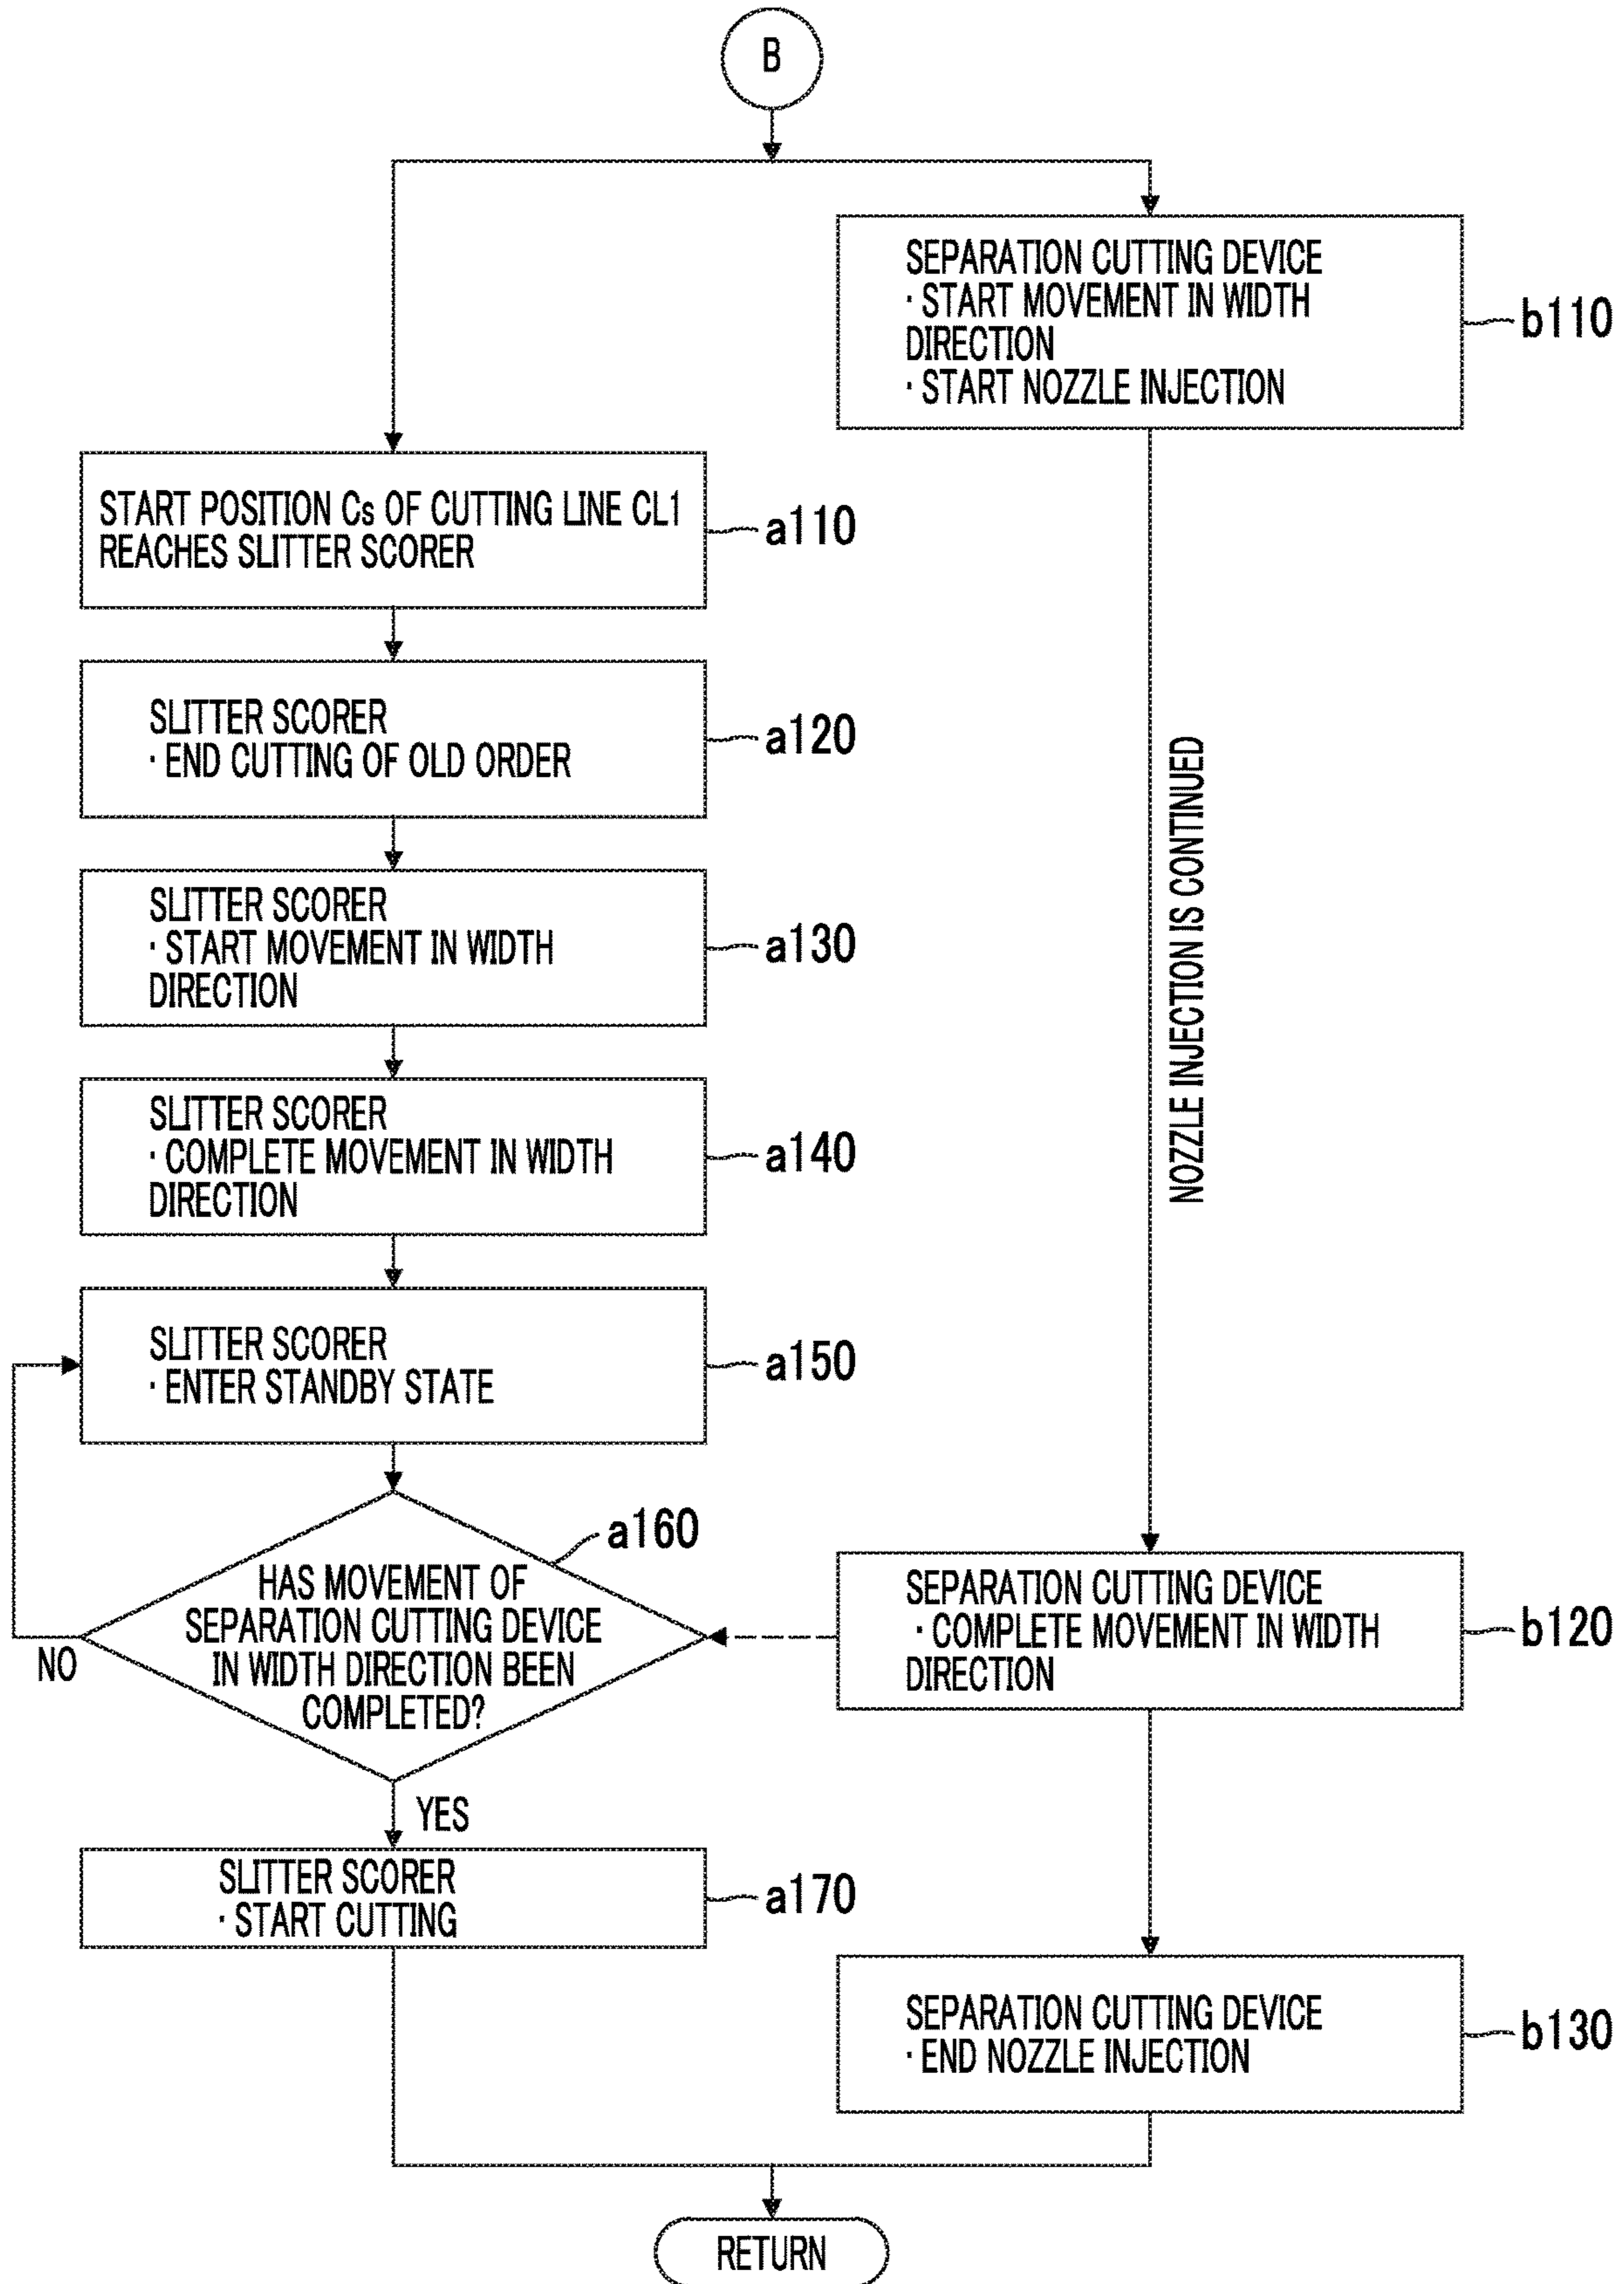 B
SEPARATION CUTTING DEVICE
· START MOVEMENT IN WIDTH
DIRECTION
· START NOZZLE INJECTION
b110
START POSITION Cs OF CUTTING LINE CL1
REACHES SLITTER SCORER
a110
SLITTER SCORER
· END CUTTING OF OLD ORDER
a120
SLITTER SCORER
· START MOVEMENT IN WIDTH
DIRECTION
a130
NOZZLE INJECTION IS CONTINUED
SLITTER SCORER
· COMPLETE MOVEMENT IN WIDTH
DIRECTION
a140
SLITTER SCORER
· ENTER STANDBY STATE
a150
a160
HAS MOVEMENT OF
SEPARATION CUTTING DEVICE
IN WIDTH DIRECTION BEEN
COMPLETED?
NO
YES
SEPARATION CUTTING DEVICE
· COMPLETE MOVEMENT IN WIDTH
DIRECTION
b120
SLITTER SCORER
· START CUTTING
a170
SEPARATION CUTTING DEVICE
· END NOZZLE INJECTION
b130
RETURN